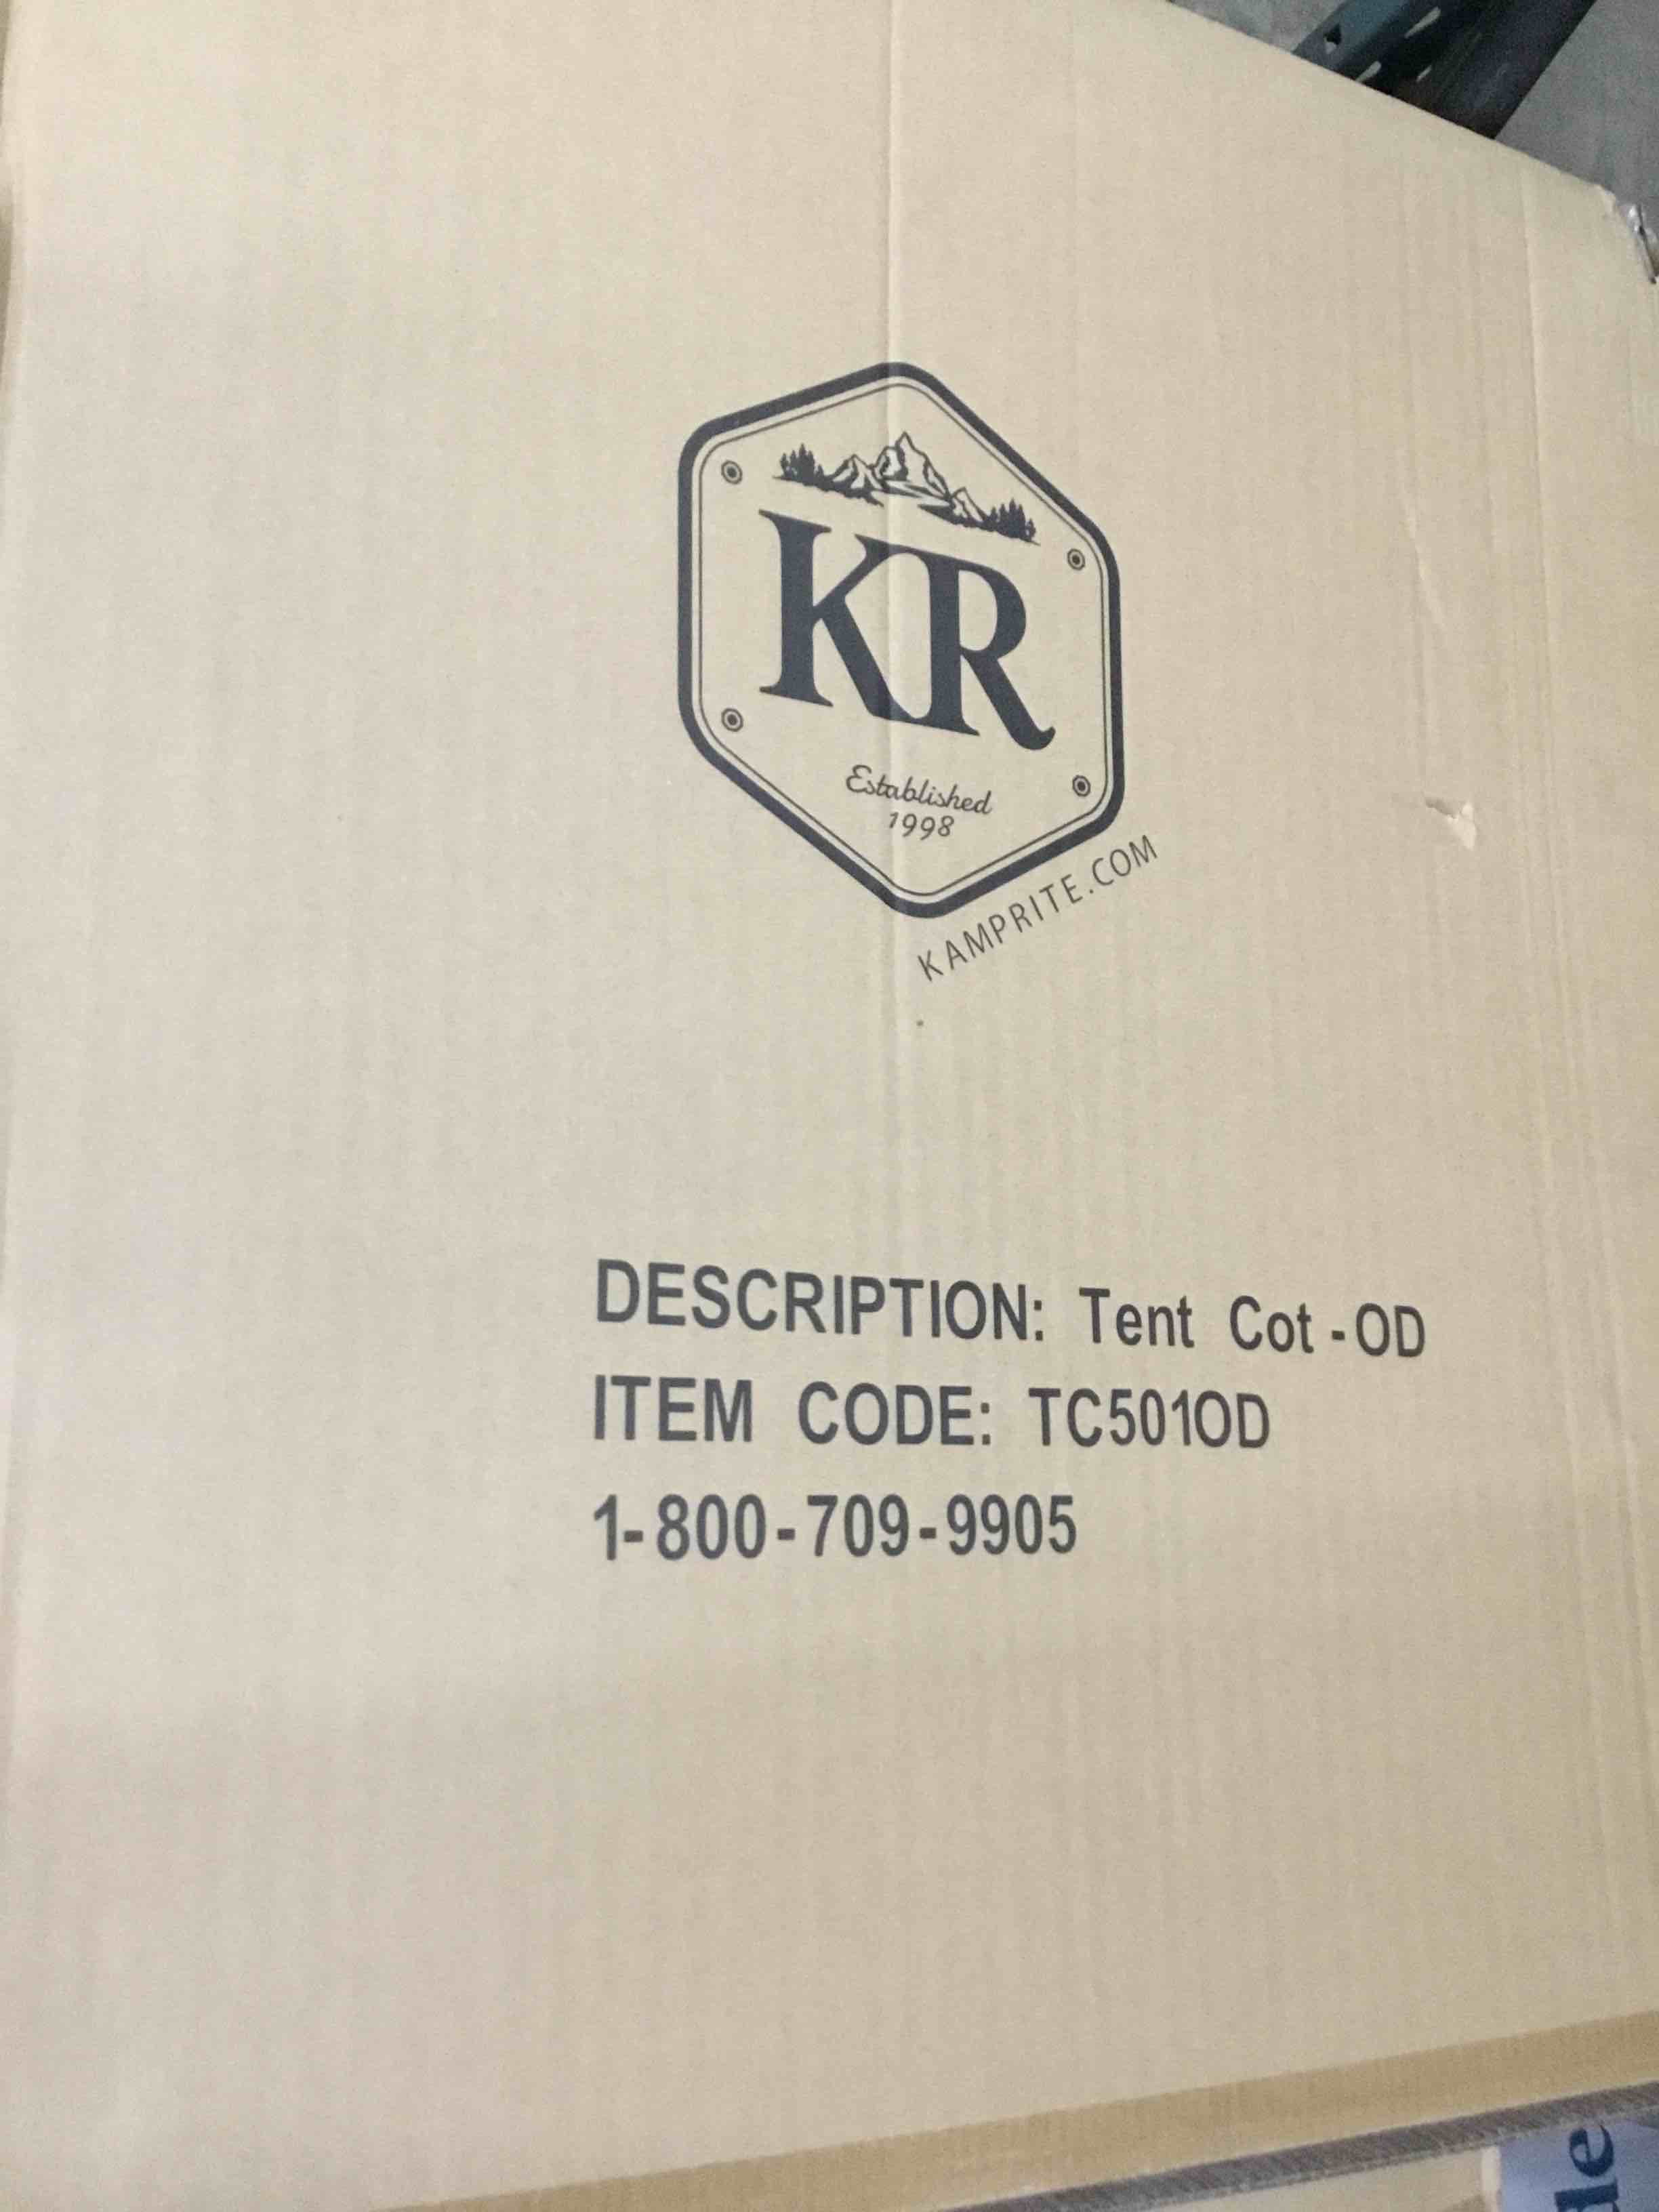 KR
Established
1998
KAMPRITE.COM
DESCRIPTION: Tent Cot -OD
ITEM CODE: TC501OD
1-800-709-9905